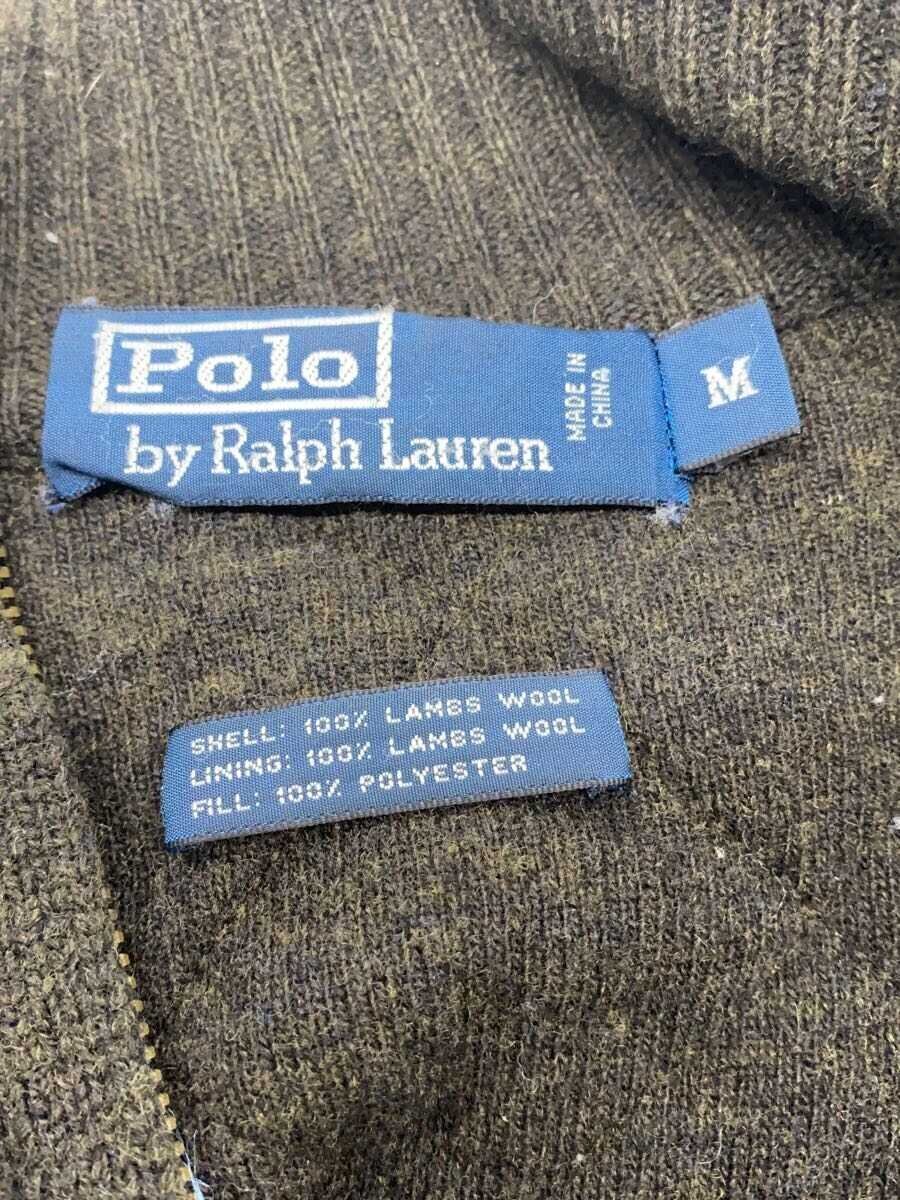 Polo
by Ralph Lauren
MADE IN
CHINA
M
SHELL: 100% LAMBS WOOL
LINING: 100% LAMBS WOOL
FILL: 100% POLYESTER